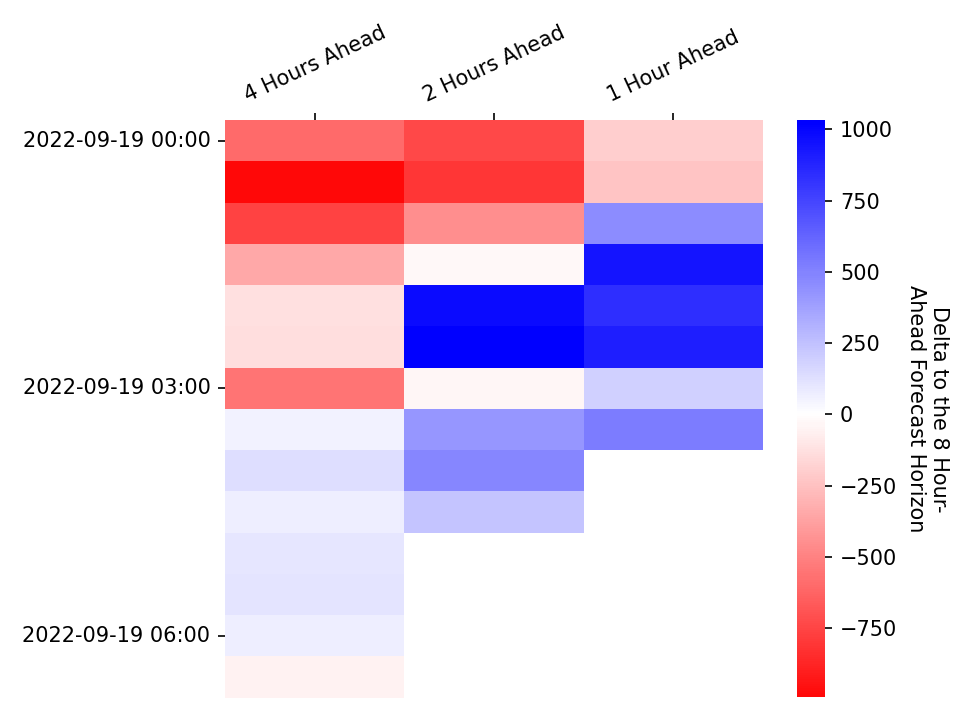 4 Hours Ahead
2 Hours Ahead
1 Hour Ahead
2022-09-19 00:00
2022-09-19 03:00
2022-09-19 06:00
1000
750
500
250
0
−250
−500
−750
Delta to the 8 Hour-
Ahead Forecast Horizon